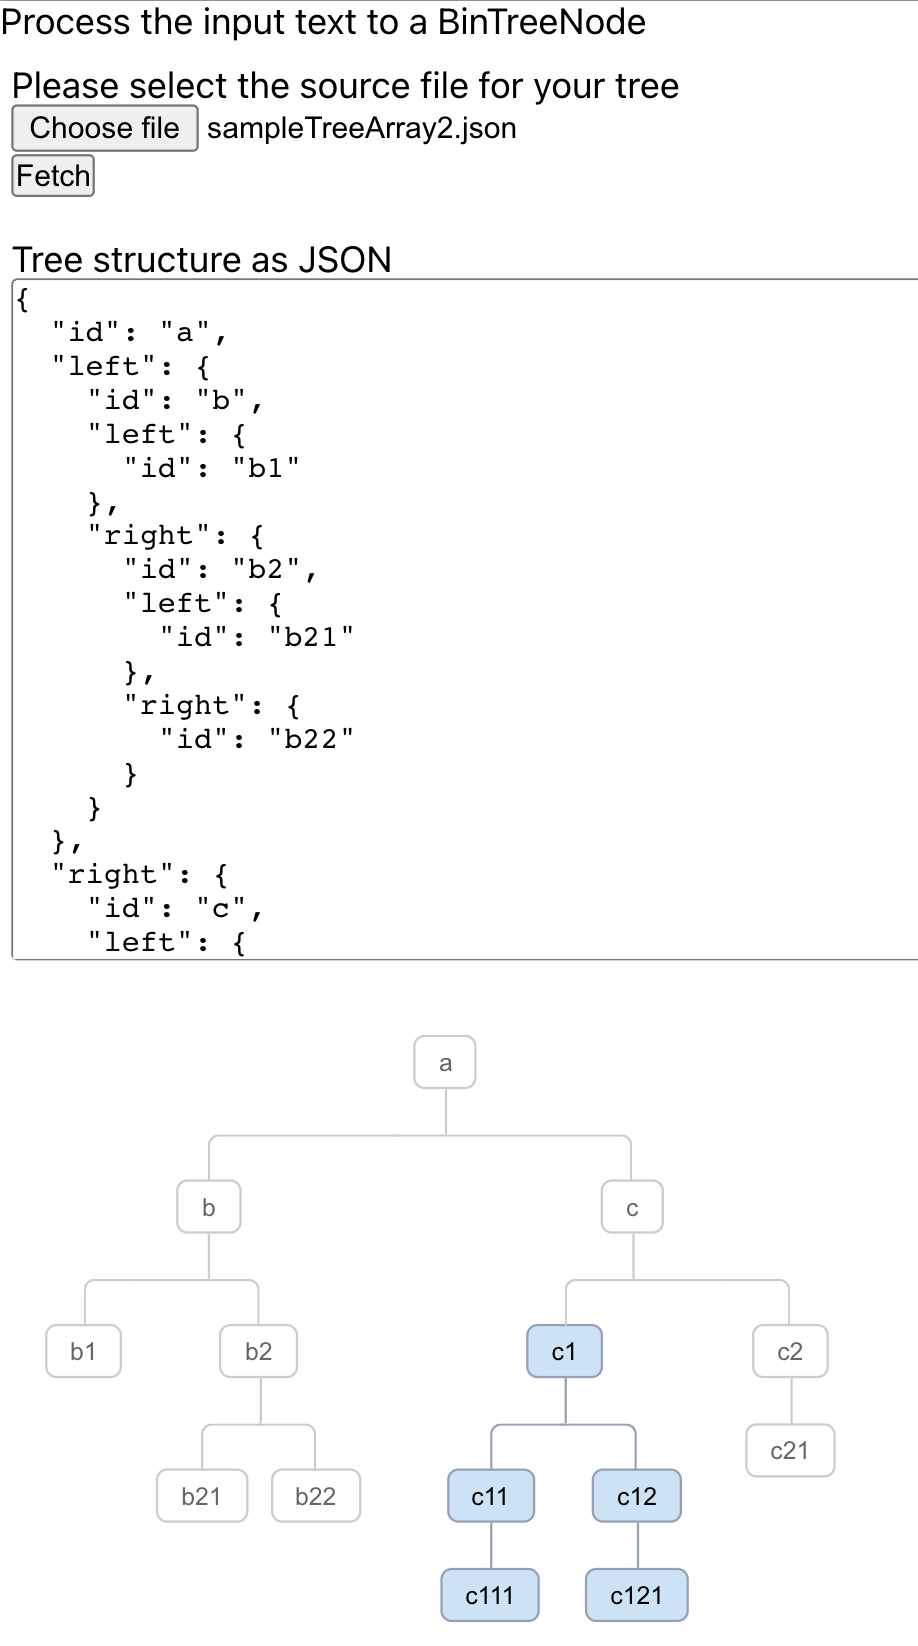 Process the input text to a BinTreeNode
Please select the source file for your tree
Choose file sampleTreeArray2.json
Fetch
Tree structure as JSON
{
  "id": "a",
  "left": {
    "id": "b",
    "left": {
      "id": "b1"
    },
    "right": {
      "id": "b2",
      "left": {
        "id": "b21"
      },
      "right": {
        "id": "b22"
      }
    }
  },
  "right": {
    "id": "c",
    "left": {
a
b c
b1 b2 c1 c2
c21
b21 b22 c11 c12
c111 c121